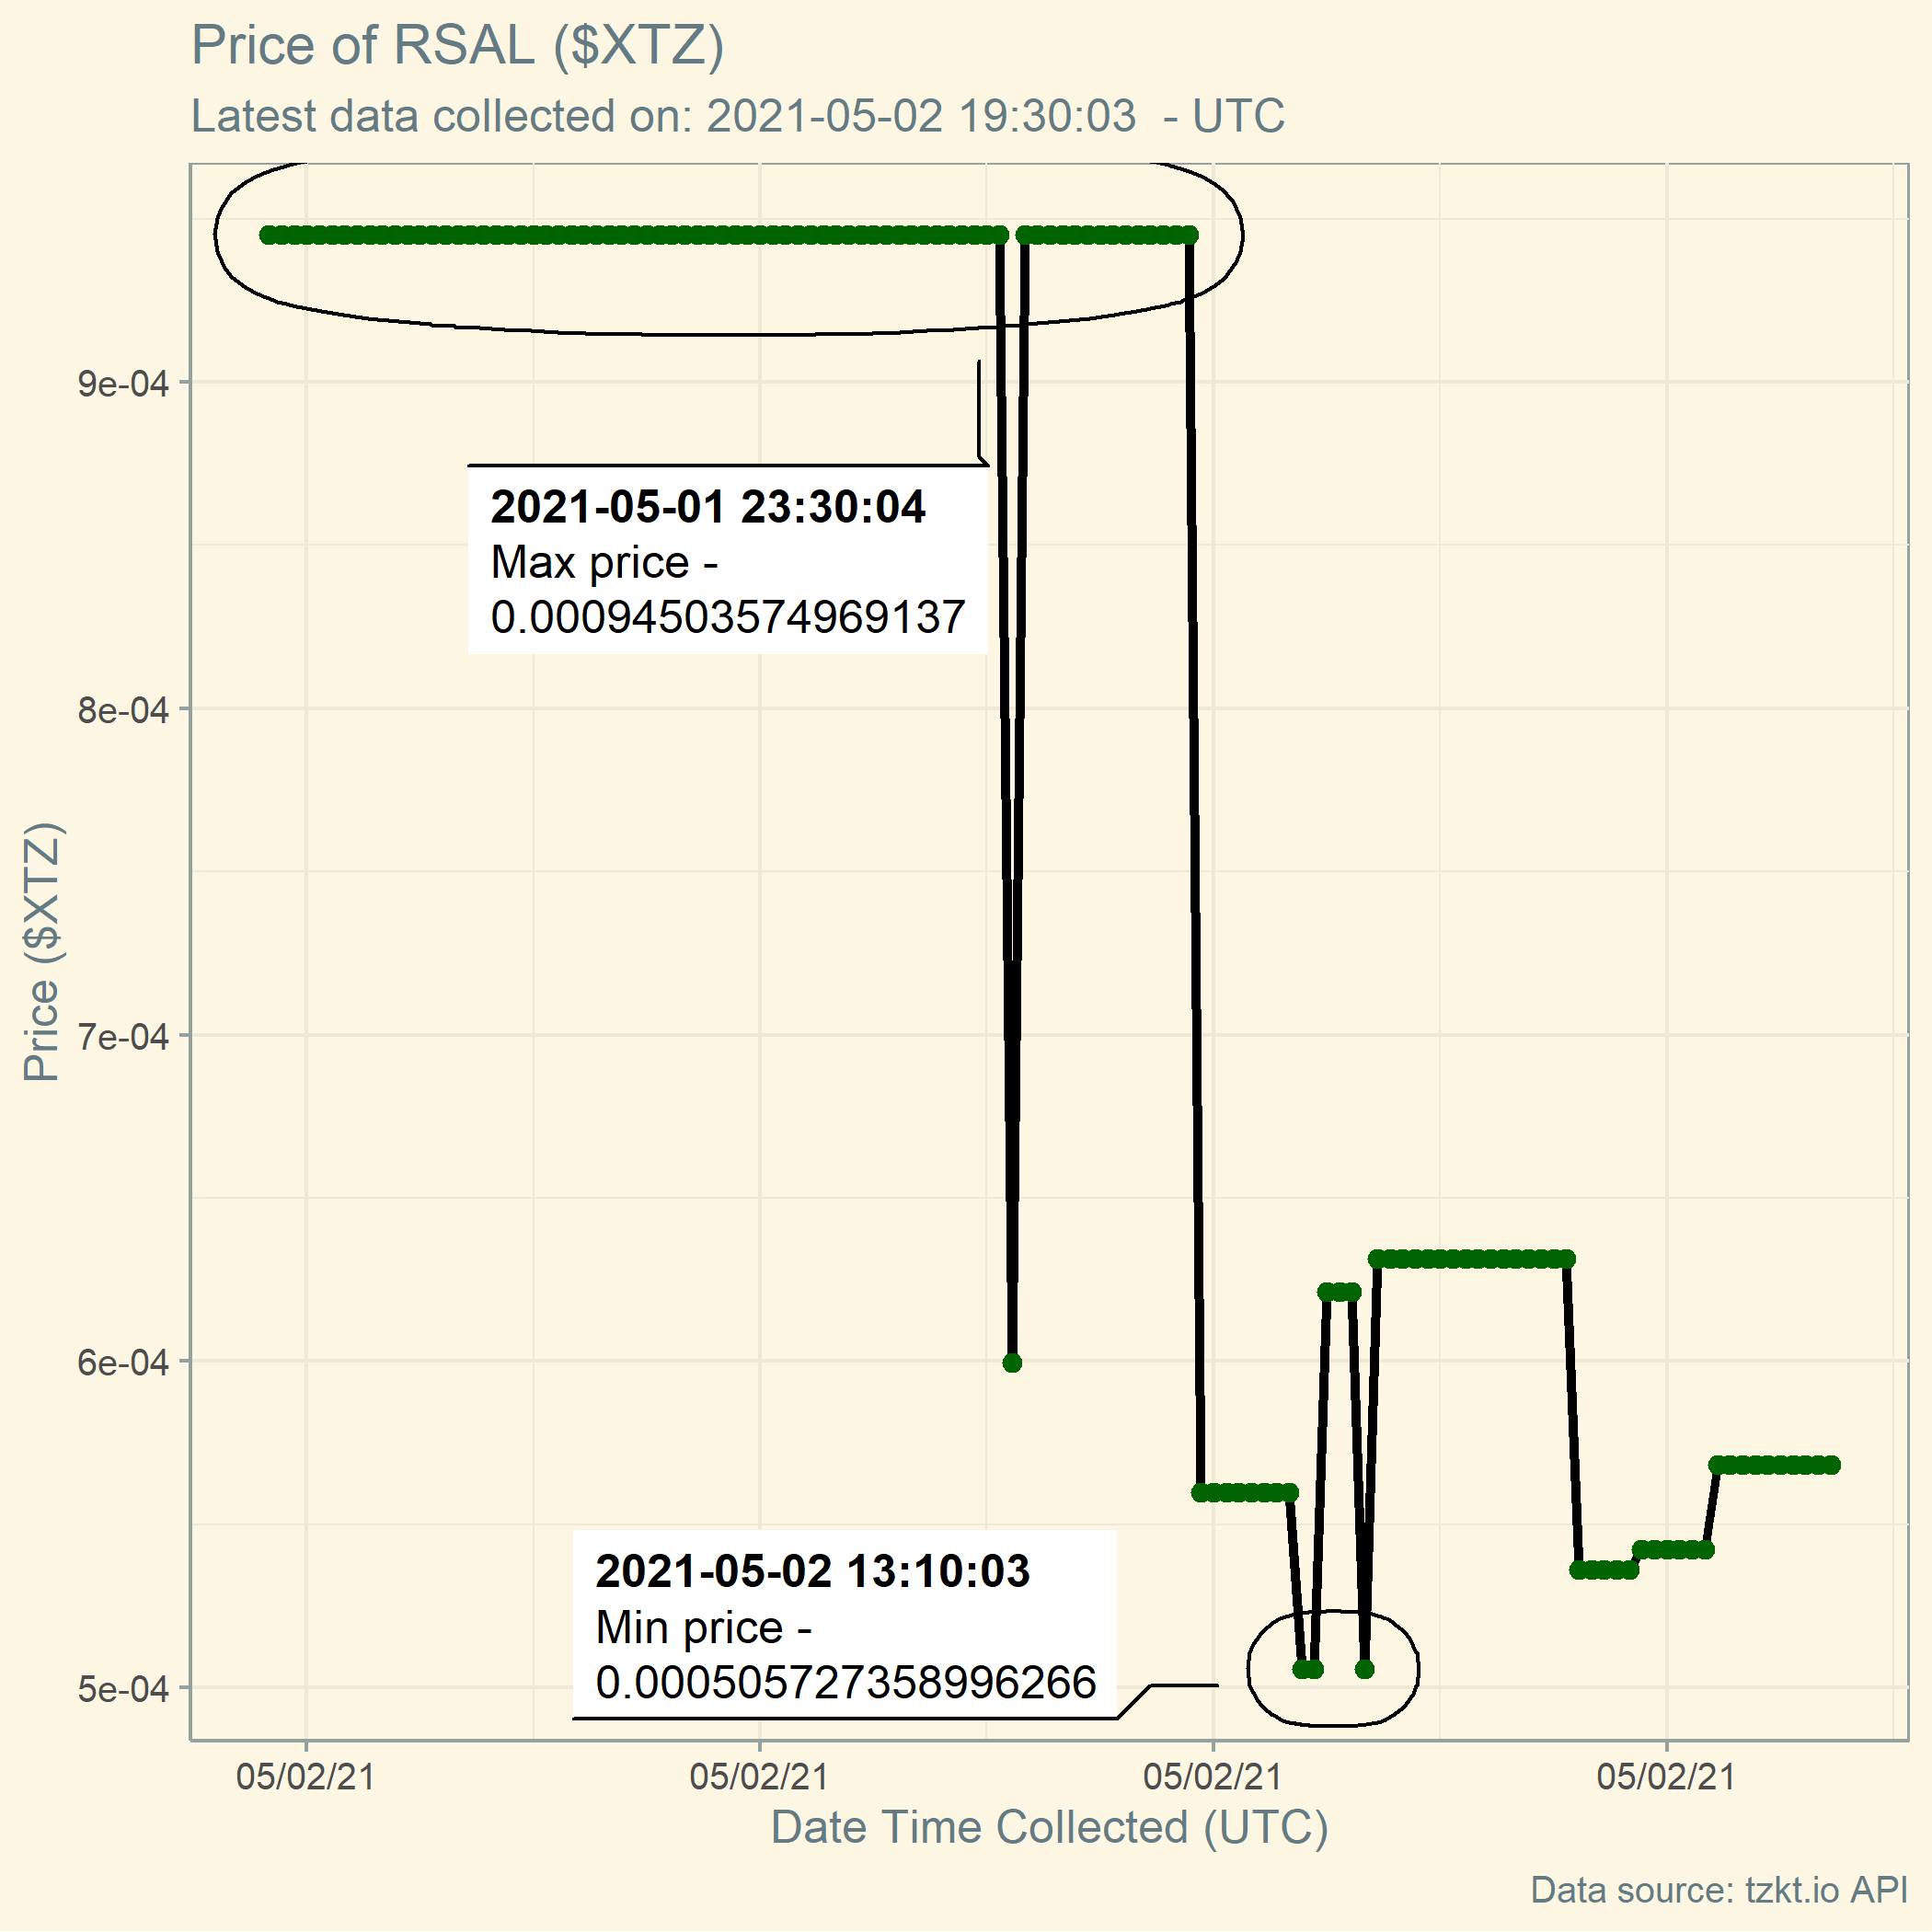 Price of RSAL ($XTZ)
Latest data collected on: 2021-05-02 19:30:03  - UTC
9e-04
8e-04
7e-04
6e-04
5e-04
Price ($XTZ)
2021-05-01 23:30:04
Max price -
0.00094503574969137
2021-05-02 13:10:03
Min price -
0.000505727358996266
05/02/21
05/02/21
05/02/21
05/02/21
Date Time Collected (UTC)
Data source: tzkt.io API